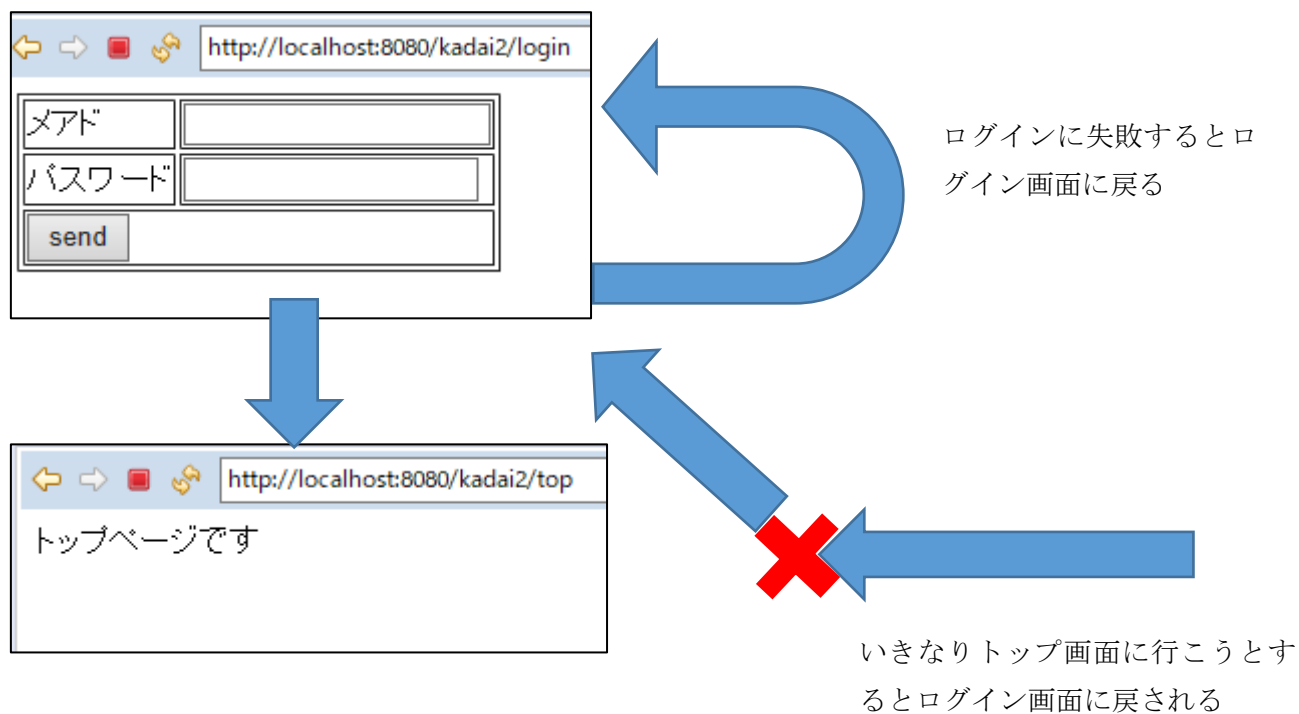 http://localhost:8080/kadai2/login
メアド
パスワード
send
ログインに失敗するとロ
グイン画面に戻る
http://localhost:8080/kadai2/top
トップページです
いきなりトップ画面に行こうとす
るとログイン画面に戻される